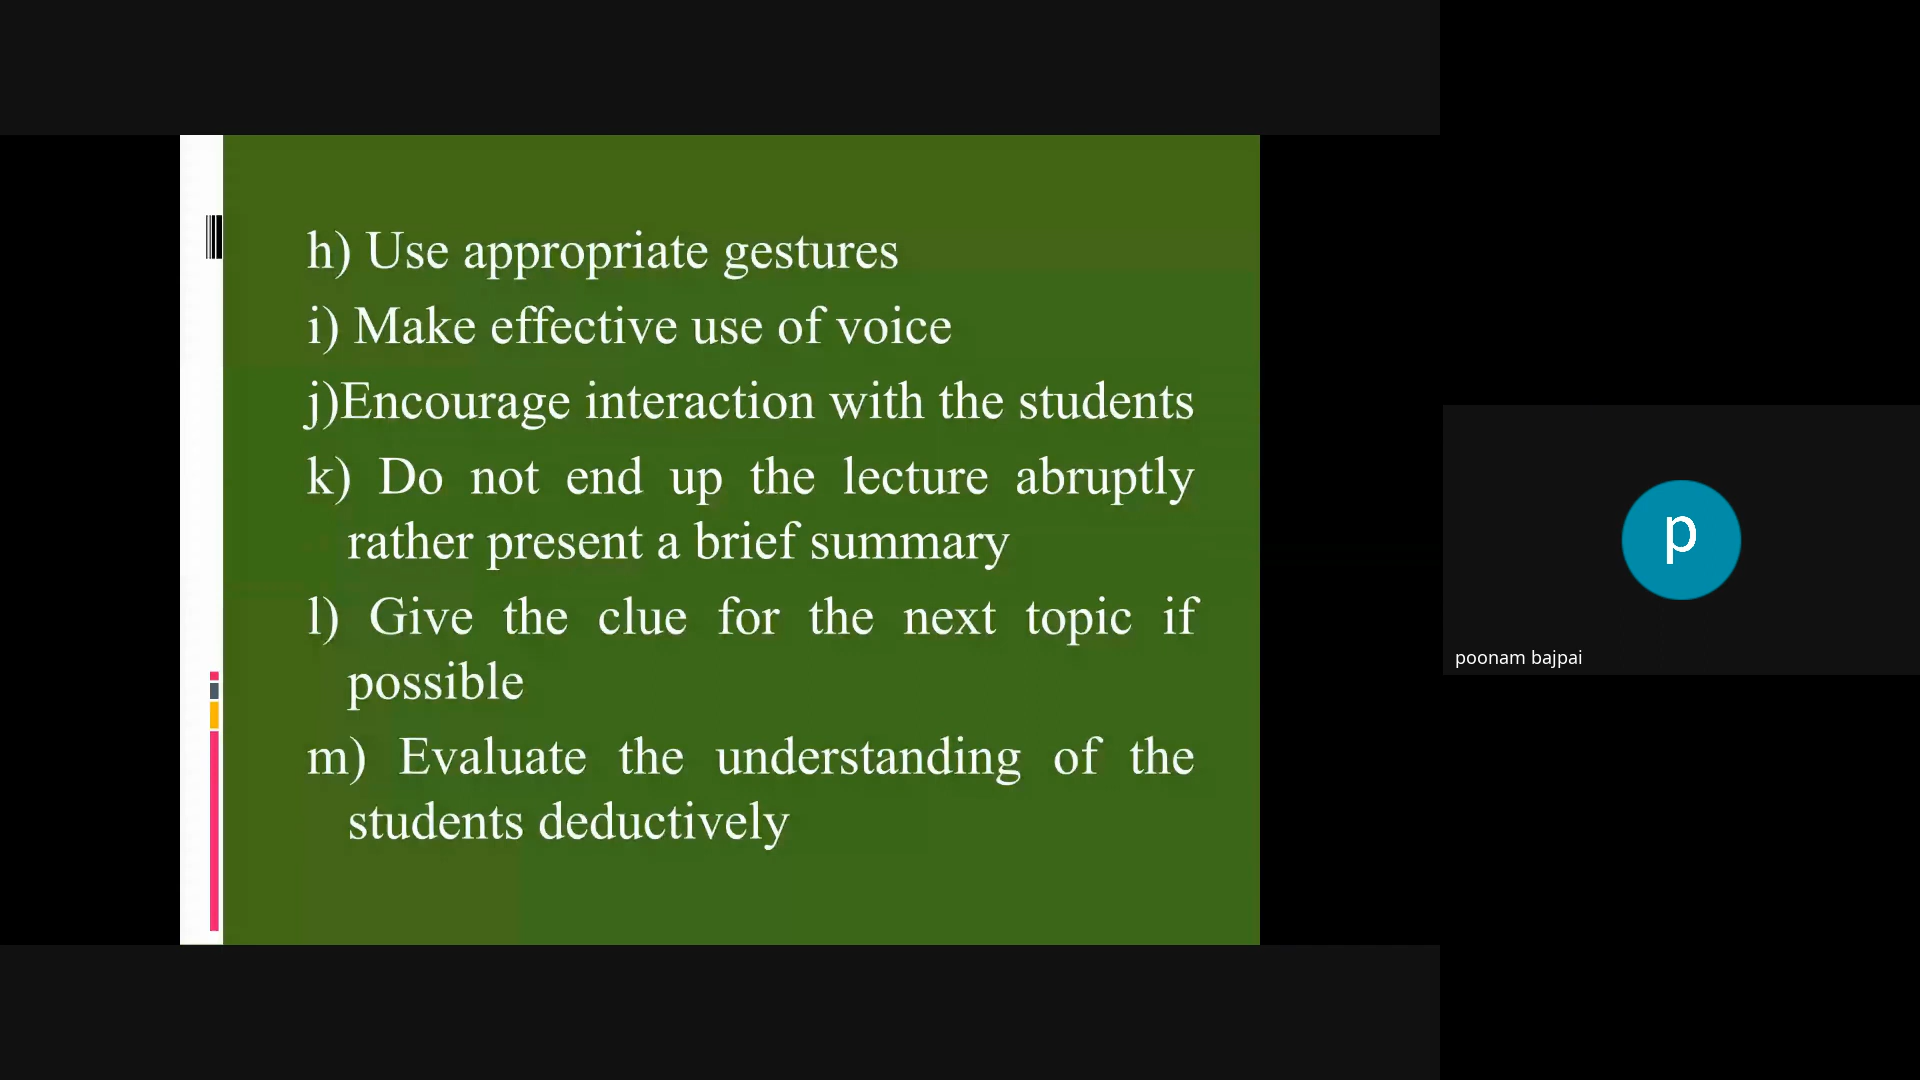 h) Use appropriate gestures
i) Make effective use of voice
j)Encourage interaction with the students
k) Do not end up the lecture abruptly
rather present a brief summary
l) Give the clue for the next topic if
possible
m) Evaluate the understanding of the
students deductively
p
poonam bajpai